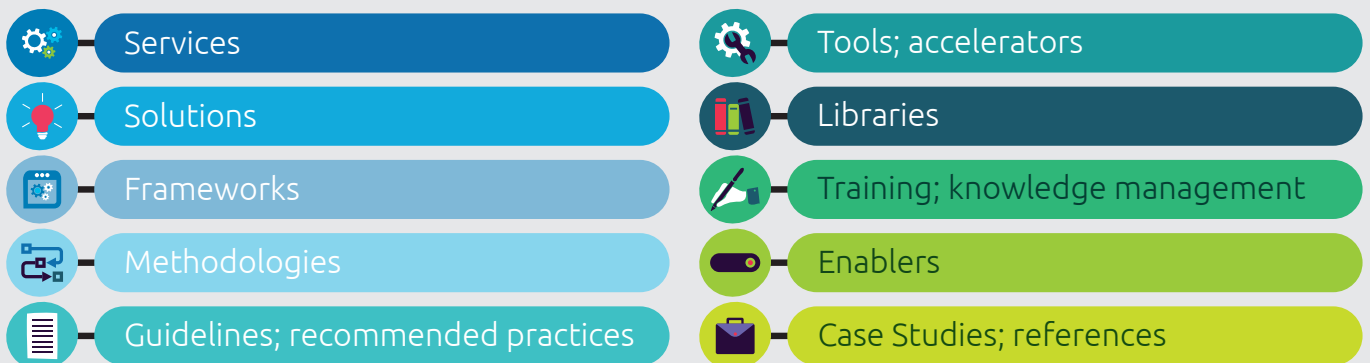 Services
Solutions
Frameworks
Methodologies
Guidelines; recommended practices
Tools; accelerators
Libraries
Training; knowledge management
Enablers
Case Studies; references